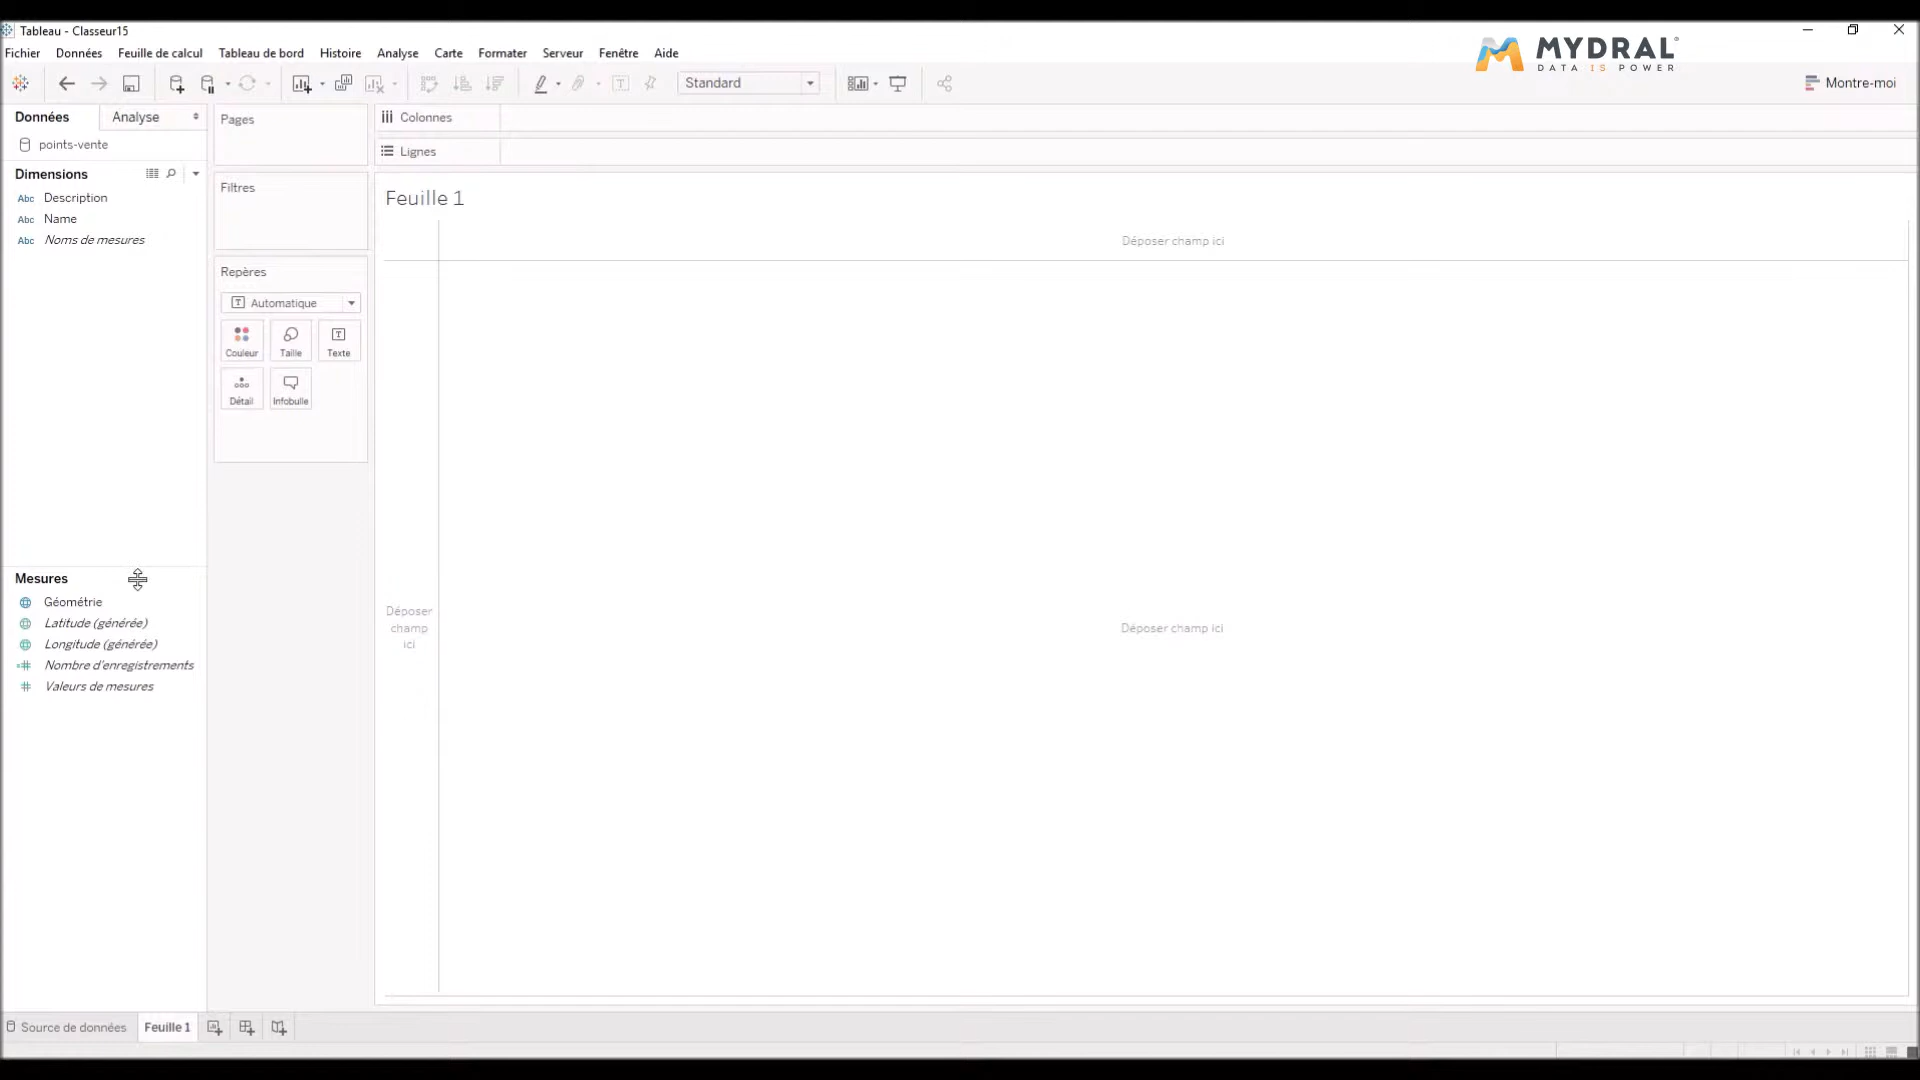 Tableau - Classeur15
Fichier Données Feuille de calcul Tableau de bord Histoire Analyse Carte Formater Serveur Fenêtre Aide
MYDRAL
DATA IS POWER
Standard
Montre-moi
Données Analyse
points-vente
Dimensions
Abc Description
Abc Name
Abc Noms de mesures
Mesures
Géométrie
Latitude (générée)
Longitude (générée)
Nombre d'enregistrements
Valeurs de mesures
Pages
Filtres
Repères
Automatique
Couleur Taille Texte
Détail Infobulle
Colonnes
Lignes
Feuille 1
Déposer champ ici
Déposer
champ
ici
Déposer champ ici
Source de données Feuille 1